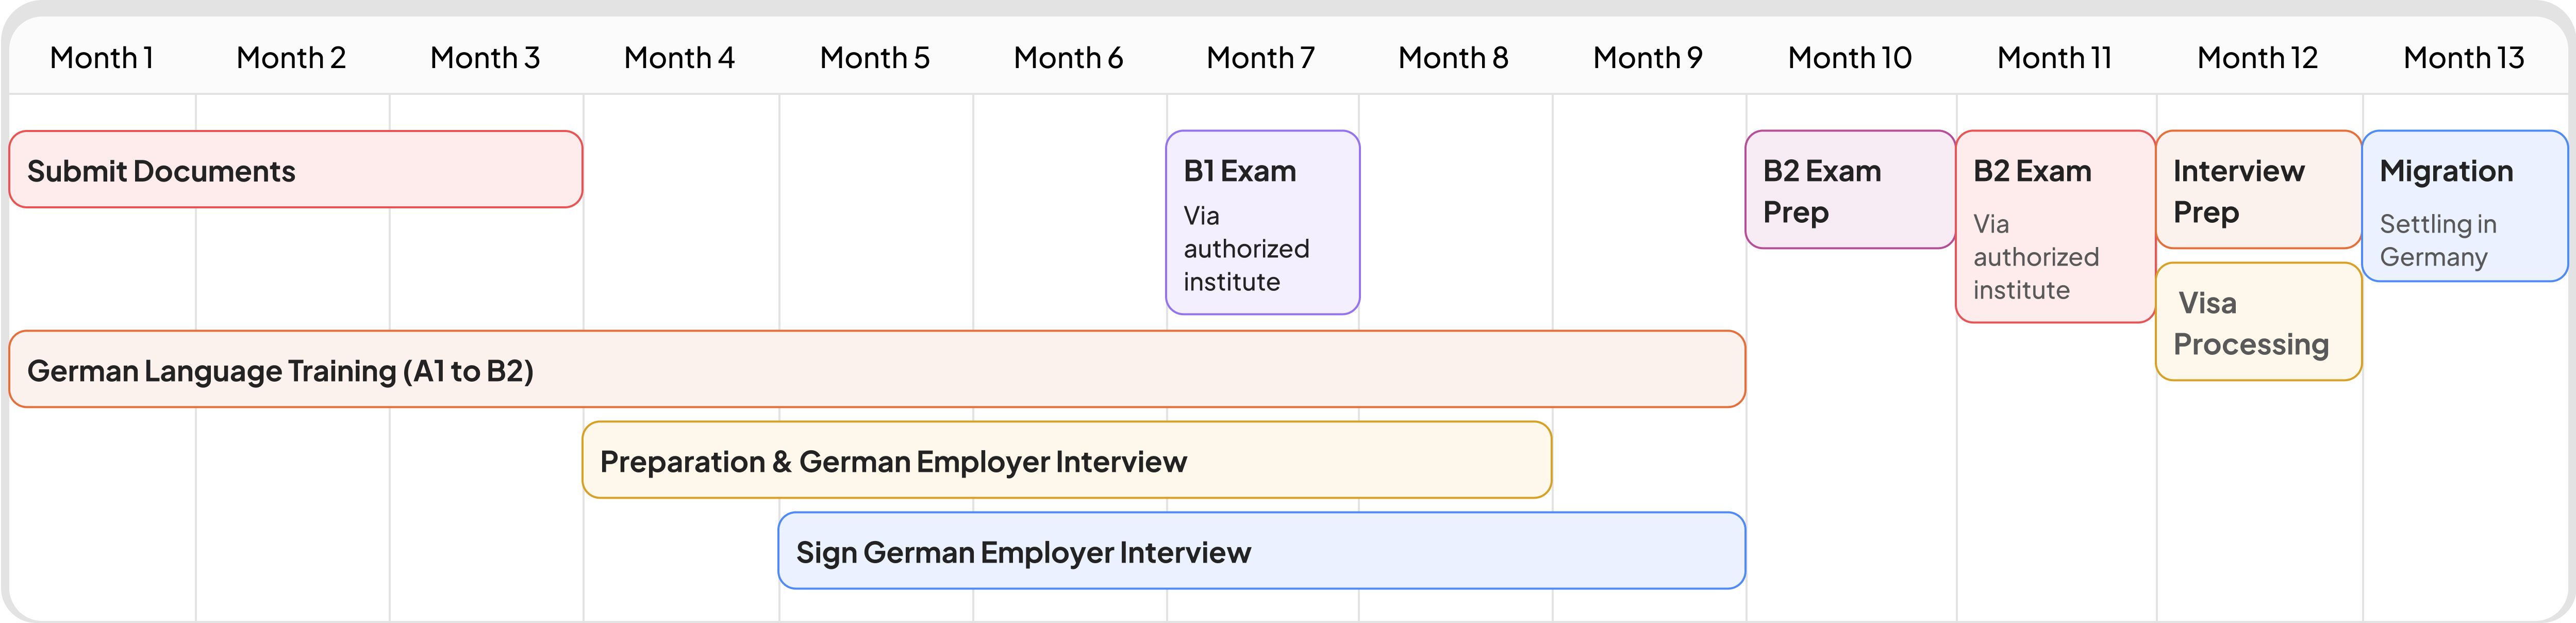 Month 1
Month 2
Month 3
Month 4
Month 5
Month 6
Month 7
Month 8
Month 9
Month 10
Month 11
Month 12
Month 13
Submit Documents
B1 Exam
Via
authorized
institute
B2 Exam
Prep
B2 Exam
Via
authorized
institute
Interview
Prep
Visa
Processing
Migration
Settling in
Germany
German Language Training (A1 to B2)
Preparation & German Employer Interview
Sign German Employer Interview